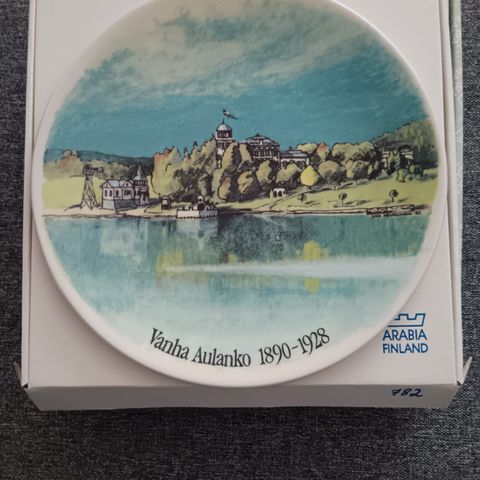 Vanha Aulanko 1890-1928
ARABIA
FINLAND
782